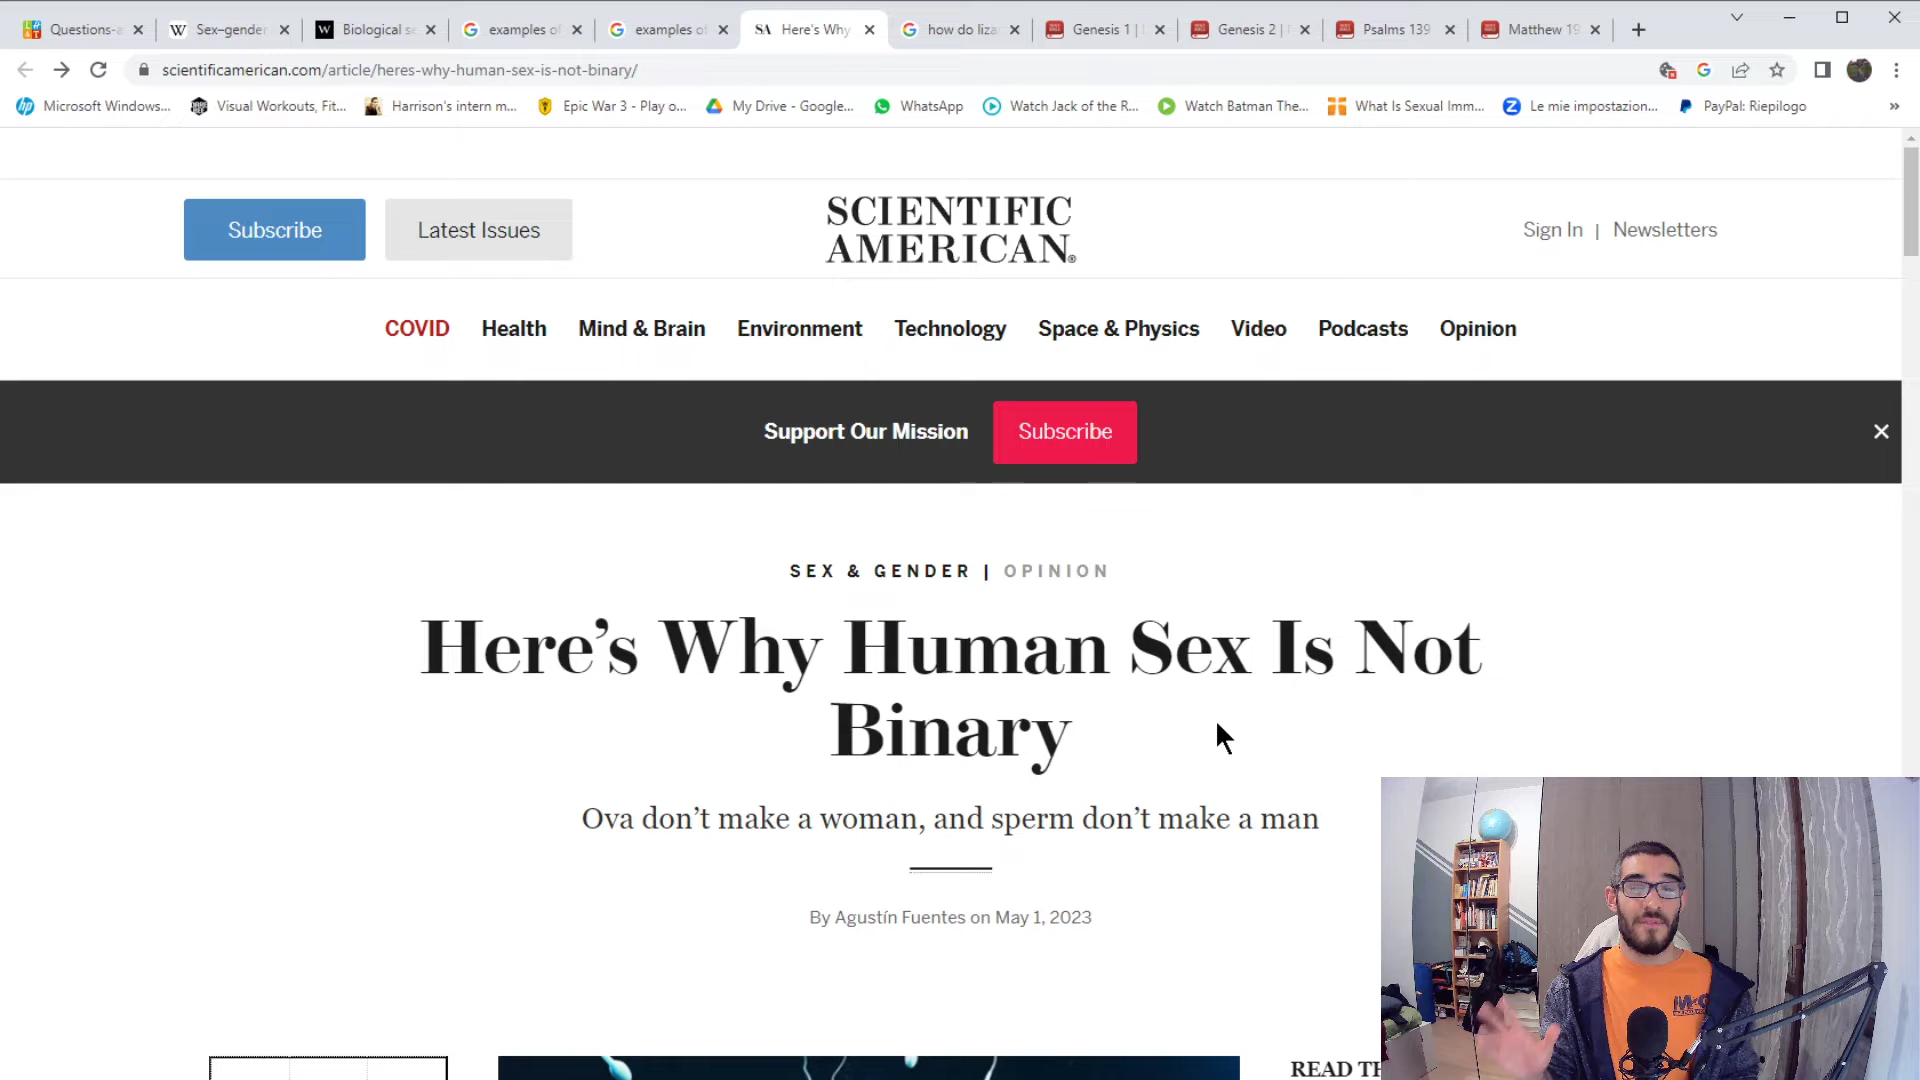 Questions-a
Sex–gender
Biological se
examples of
examples of
SA Here's Why
how do liza
Genesis 1 |
Genesis 2 |
Psalms 139
Matthew 19
scientificamerican.com/article/heres-why-human-sex-is-not-binary/
Microsoft Windows...
Visual Workouts, Fit...
Harrison's intern m...
Epic War 3 - Play o...
My Drive - Google...
WhatsApp
Watch Jack of the R...
Watch Batman The...
What Is Sexual Imm...
Le mie impostazion...
PayPal: Riepilogo
Subscribe
Latest Issues
SCIENTIFIC
AMERICAN®
Sign In | Newsletters
COVID Health Mind & Brain Environment Technology Space & Physics Video Podcasts Opinion
Support Our Mission Subscribe
SEX & GENDER | OPINION
Here's Why Human Sex Is Not
Binary
Ova don't make a woman, and sperm don't make a man
By Agustín Fuentes on May 1, 2023